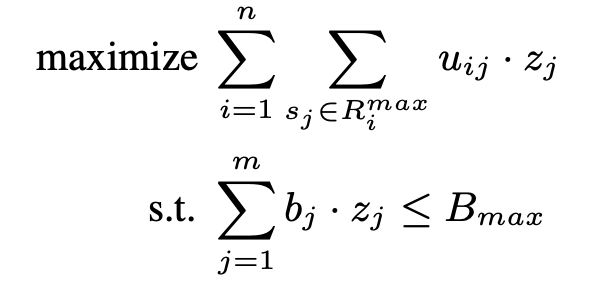 maximize $\sum_{i=1}^{n} \sum_{s_j \in R_i^{max}} u_{ij} \cdot z_j$
s.t. $\sum_{j=1}^{m} b_j \cdot z_j \leq B_{max}$